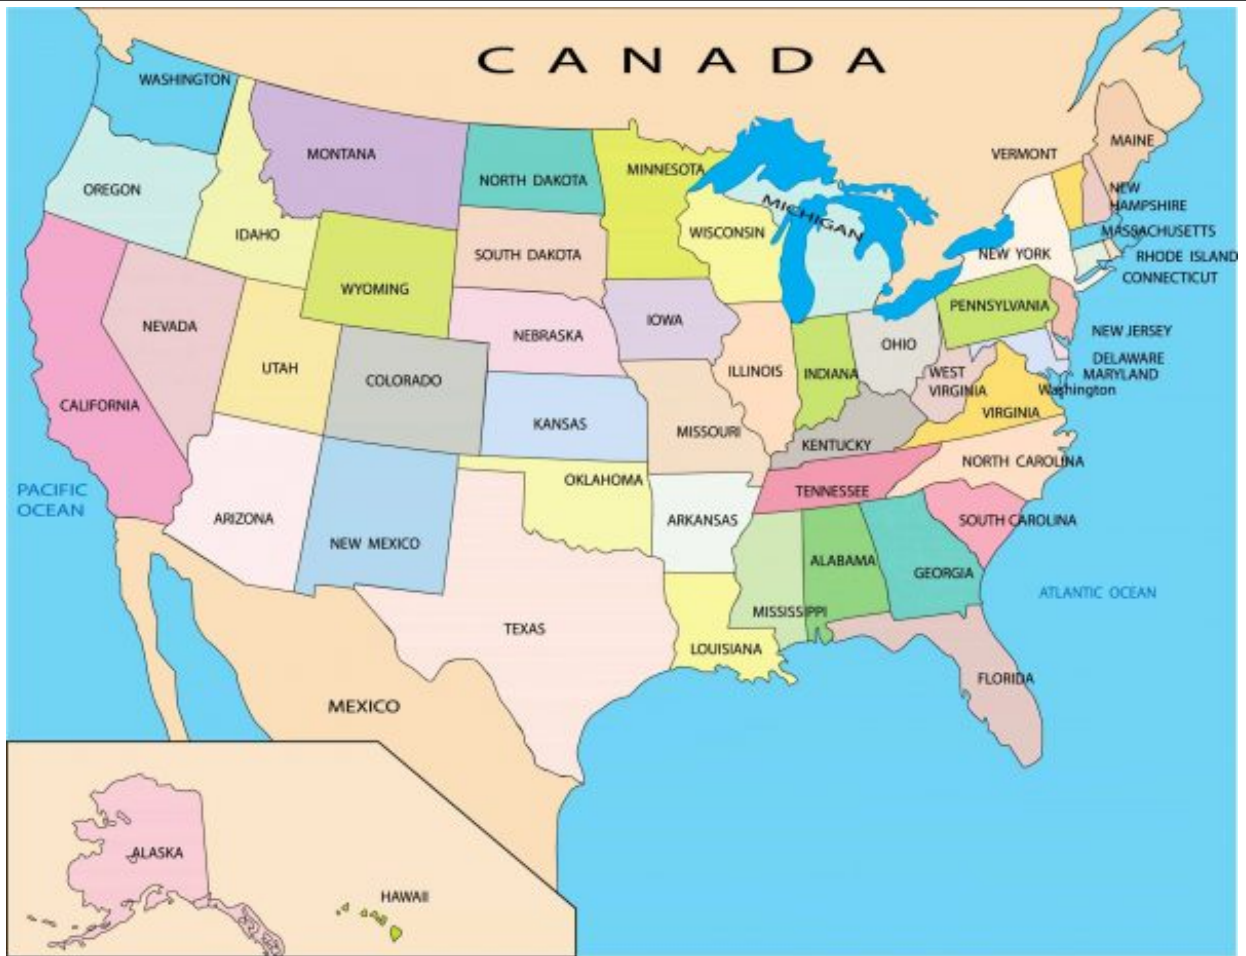 CANADA
WASHINGTON
MONTANA
NORTH DAKOTA
MINNESOTA
VERMONT
MAINE
OREGON
IDAHO
SOUTH DAKOTA
WISCONSIN
MICHIGAN
NEW YORK
NEW
HAMPSHIRE
MASSACHUSETTS
RHODE ISLAND
CONNECTICUT
WYOMING
NEVADA
UTAH
COLORADO
NEBRASKA
IOWA
ILLINOIS
INDIANA
OHIO
PENNSYLVANIA
NEW JERSEY
DELAWARE
MARYLAND
Washington
WEST
VIRGINIA
VIRGINIA
CALIFORNIA
KANSAS
MISSOURI
KENTUCKY
NORTH CAROLINA
TENNESSEE
SOUTH CAROLINA
PACIFIC
OCEAN
ARIZONA
NEW MEXICO
OKLAHOMA
ARKANSAS
ALABAMA
GEORGIA
MISSISSIPPI
ATLANTIC OCEAN
TEXAS
LOUISIANA
FLORIDA
MEXICO
ALASKA
HAWAII